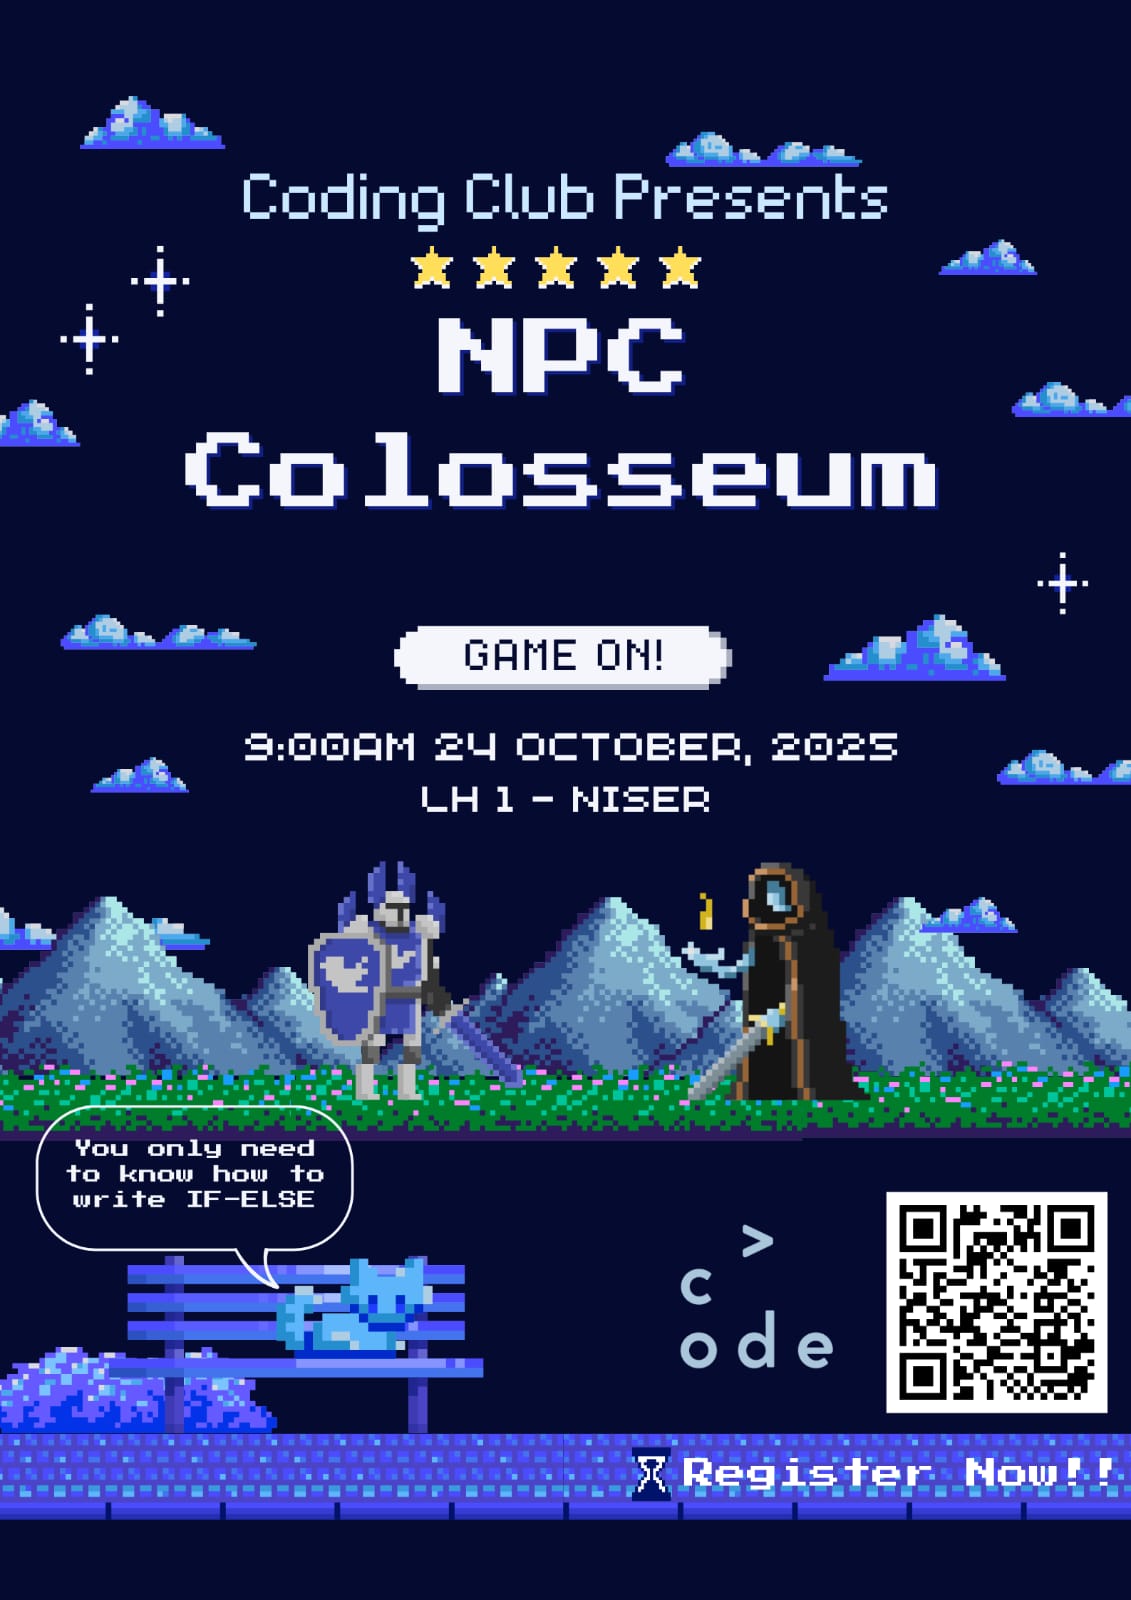 Coding Club Presents
NPC
Colosseum
GAME ON!
9:00AM 24 OCTOBER, 2025
LH 1 - NISER
You only need
to know how to
write IF-ELSE
>
c
ode
Register Now!!